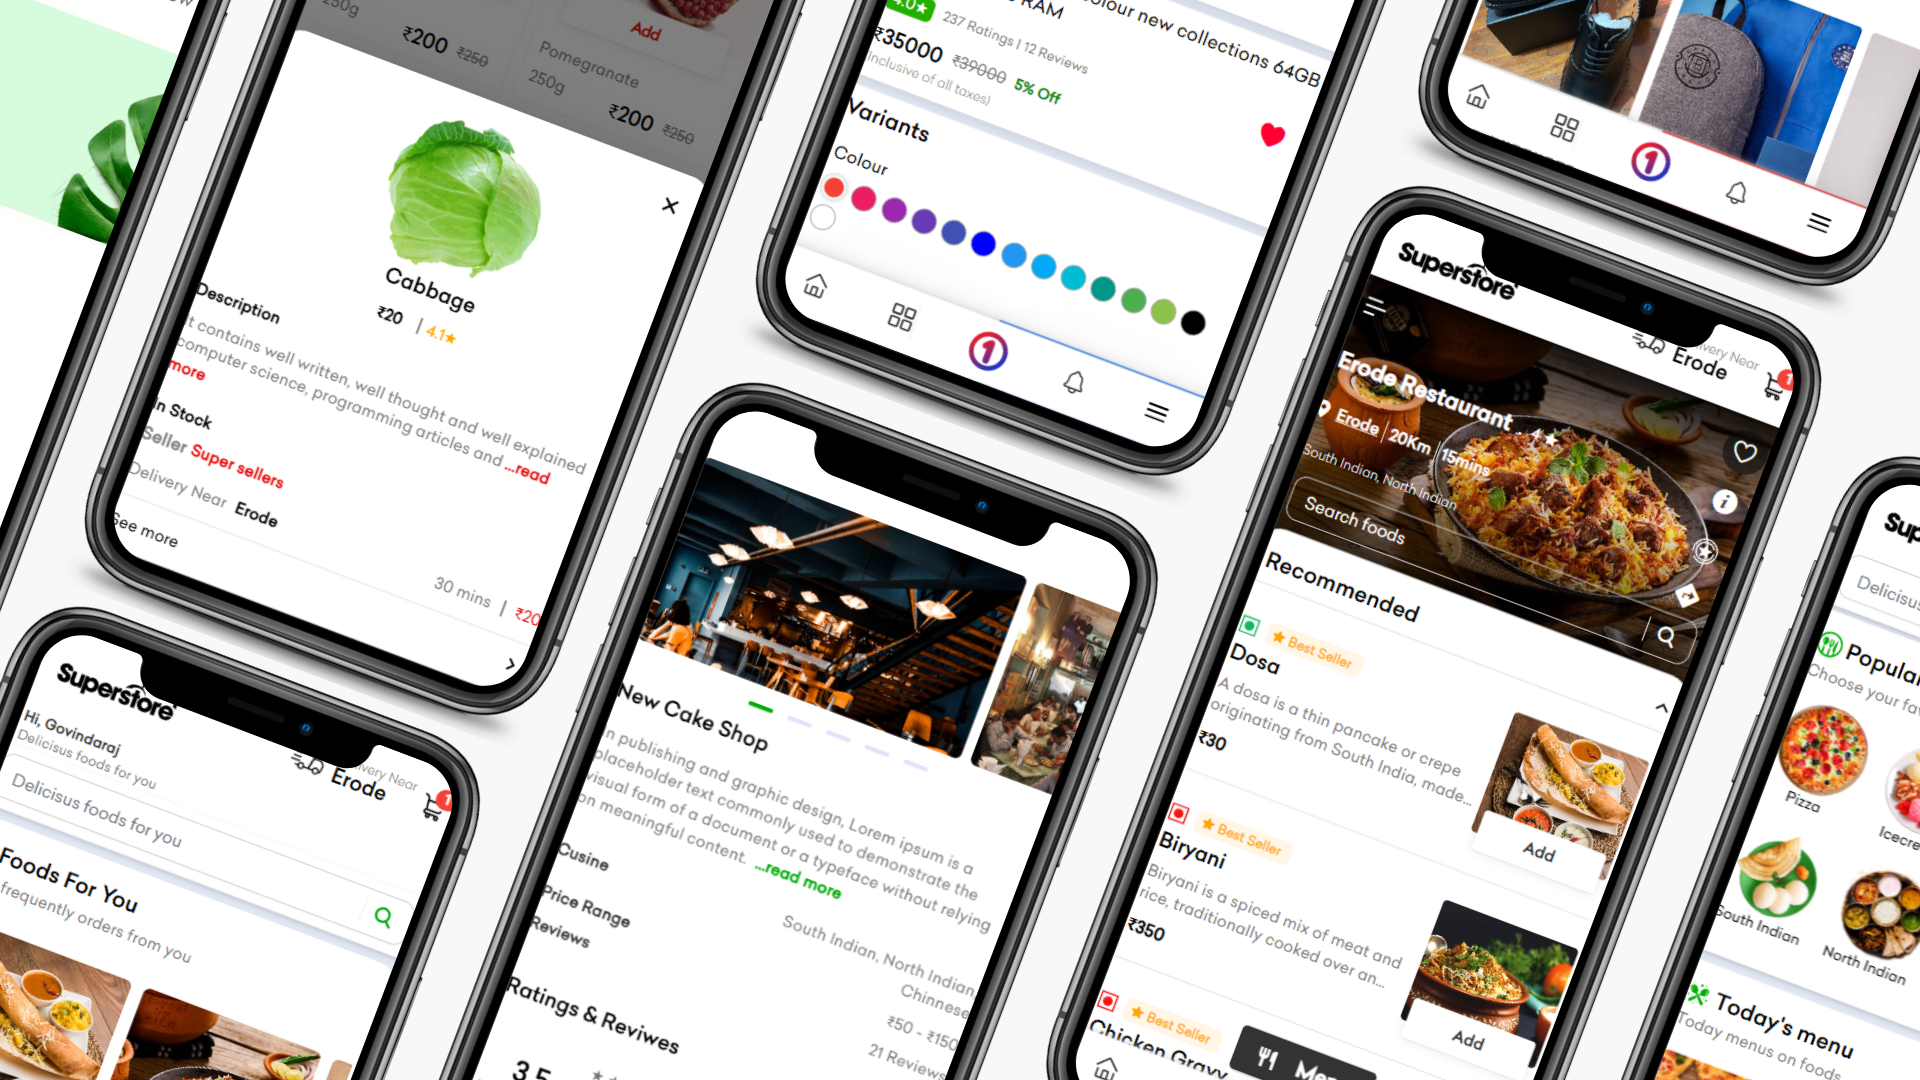 250g
₹200 ₹250
Add
Pomegranate
250g
₹200 ₹250
Cabbage
₹20 | 4.1★
Description
It contains well written, well thought and well explained
computer science, programming articles and ...read
more
In Stock
Seller Super sellers
Delivery Near Erode
See more
30 mins | ₹20
Superstore
Hi, Govindaraj
Delicisus foods for you
Erode
1
Delicisus foods for you
Foods For You
frequently orders from you
RAM
colour new collections 64GB
4.0★ 237 Ratings | 12 Reviews
₹35000 ₹39000 5% Off
Inclusive of all taxes)
Variants
Colour
1
New Cake Shop
In publishing and graphic design, Lorem ipsum is a
placeholder text commonly used to demonstrate the
visual form of a document or a typeface without relying
on meaningful content. ...read more
Cusine
South Indian, North Indian,
Chinnese
Price Range
₹50 - ₹150
Reviews
21 Reviews
Ratings & Reviwes
3.5
1
Superstore
Erode
1
Erode Restaurant
4★
Erode | 20Km | 15mins
South Indian, North Indian
Search foods
Recommended
★ Best Seller
Dosa
A dosa is a thin pancake or crepe
originating from South India, made...
₹30
Add
★ Best Seller
Biryani
Biryani is a spiced mix of meat and
rice, traditionally cooked over an...
₹350
Add
★ Best Seller
Chicken Gravy
Sup
Delicisus
Popular
Choose your fa
Pizza
Icecre
South Indian
North Indian
Today's menu
Today menus on foods